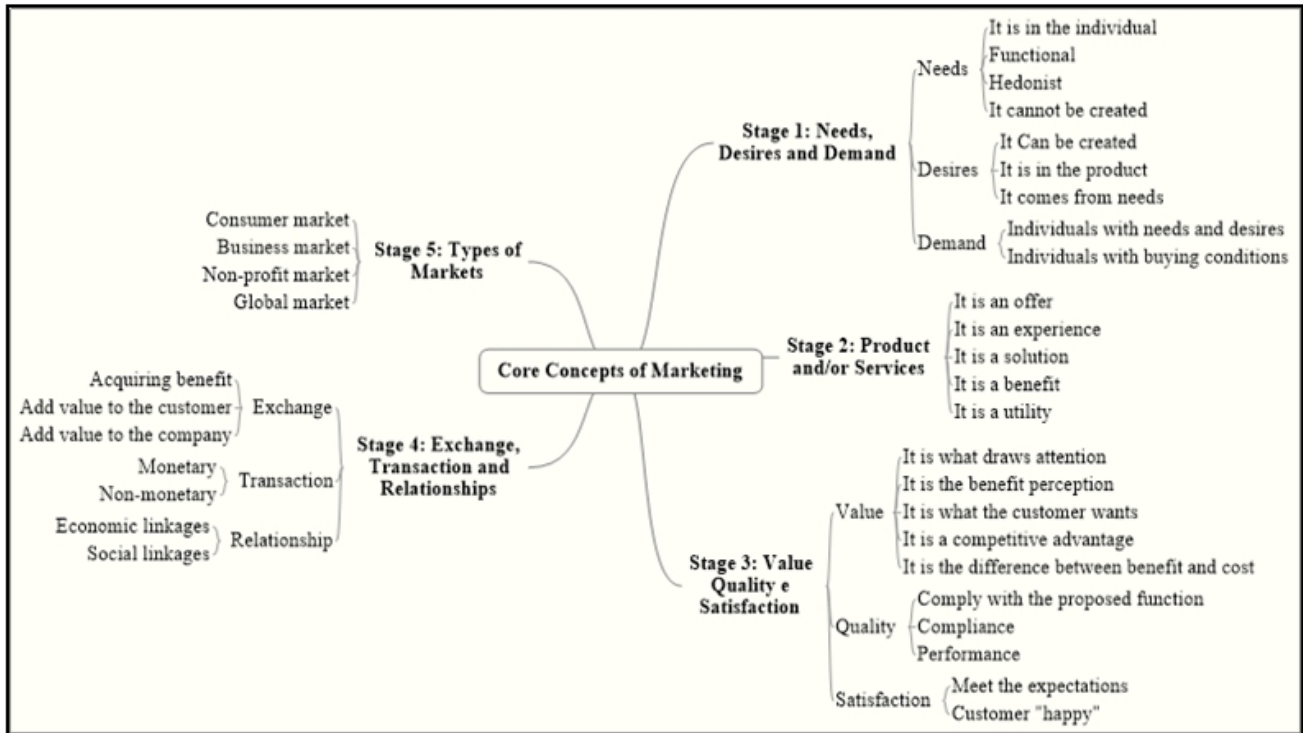 Core Concepts of Marketing
Stage 1: Needs,
Desires and Demand
Needs
It is in the individual
Functional
Hedonist
It cannot be created
Desires
It Can be created
It is in the product
It comes from needs
Demand
Individuals with needs and desires
Individuals with buying conditions
Stage 2: Product
and/or Services
It is an offer
It is an experience
It is a solution
It is a benefit
It is a utility
Stage 3: Value
Quality e
Satisfaction
Value
It is what draws attention
It is the benefit perception
It is what the customer wants
It is a competitive advantage
It is the difference between benefit and cost
Quality
Comply with the proposed function
Compliance
Performance
Satisfaction
Meet the expectations
Customer "happy"
Stage 4: Exchange,
Transaction and
Relationships
Exchange
Acquiring benefit
Add value to the customer
Add value to the company
Transaction
Monetary
Non-monetary
Relationship
Economic linkages
Social linkages
Stage 5: Types of
Markets
Consumer market
Business market
Non-profit market
Global market